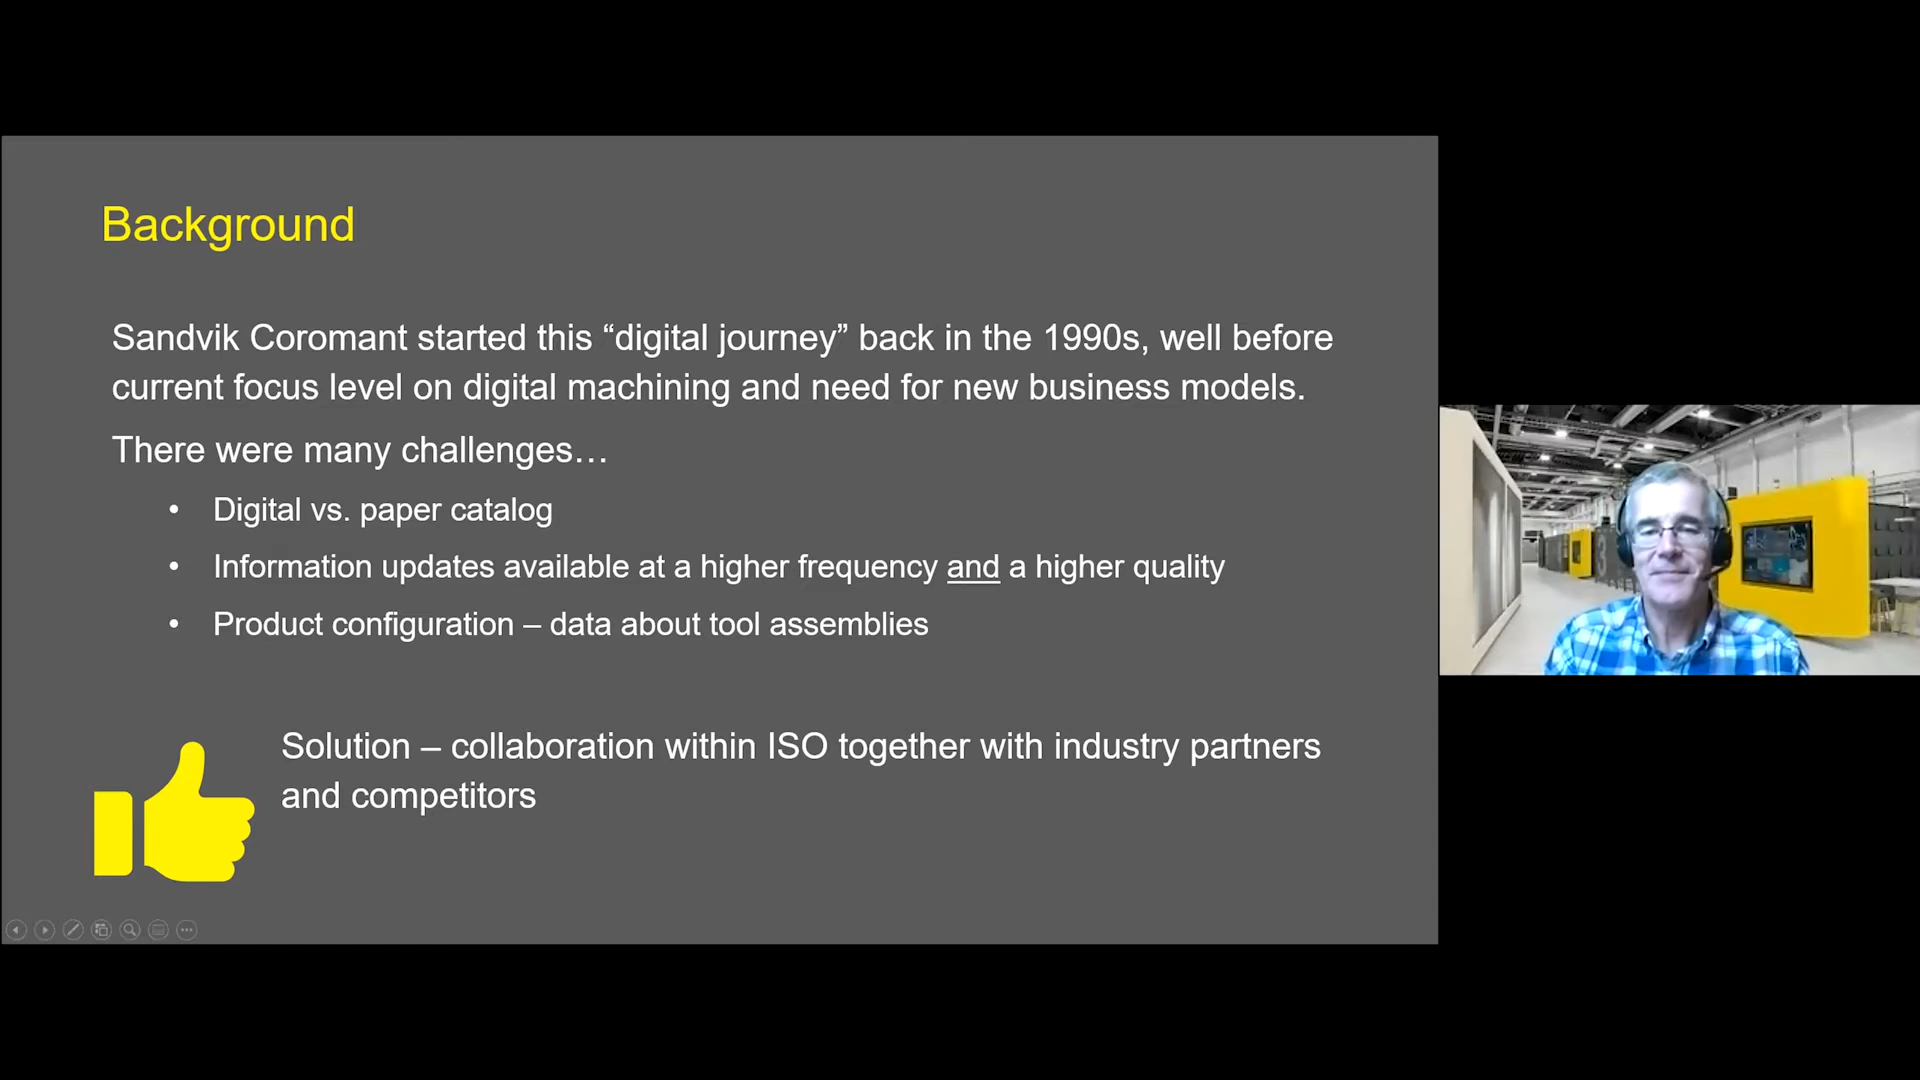 Background
Sandvik Coromant started this “digital journey” back in the 1990s, well before
current focus level on digital machining and need for new business models.
There were many challenges…
• Digital vs. paper catalog
• Information updates available at a higher frequency and a higher quality
• Product configuration – data about tool assemblies
Solution – collaboration within ISO together with industry partners
and competitors